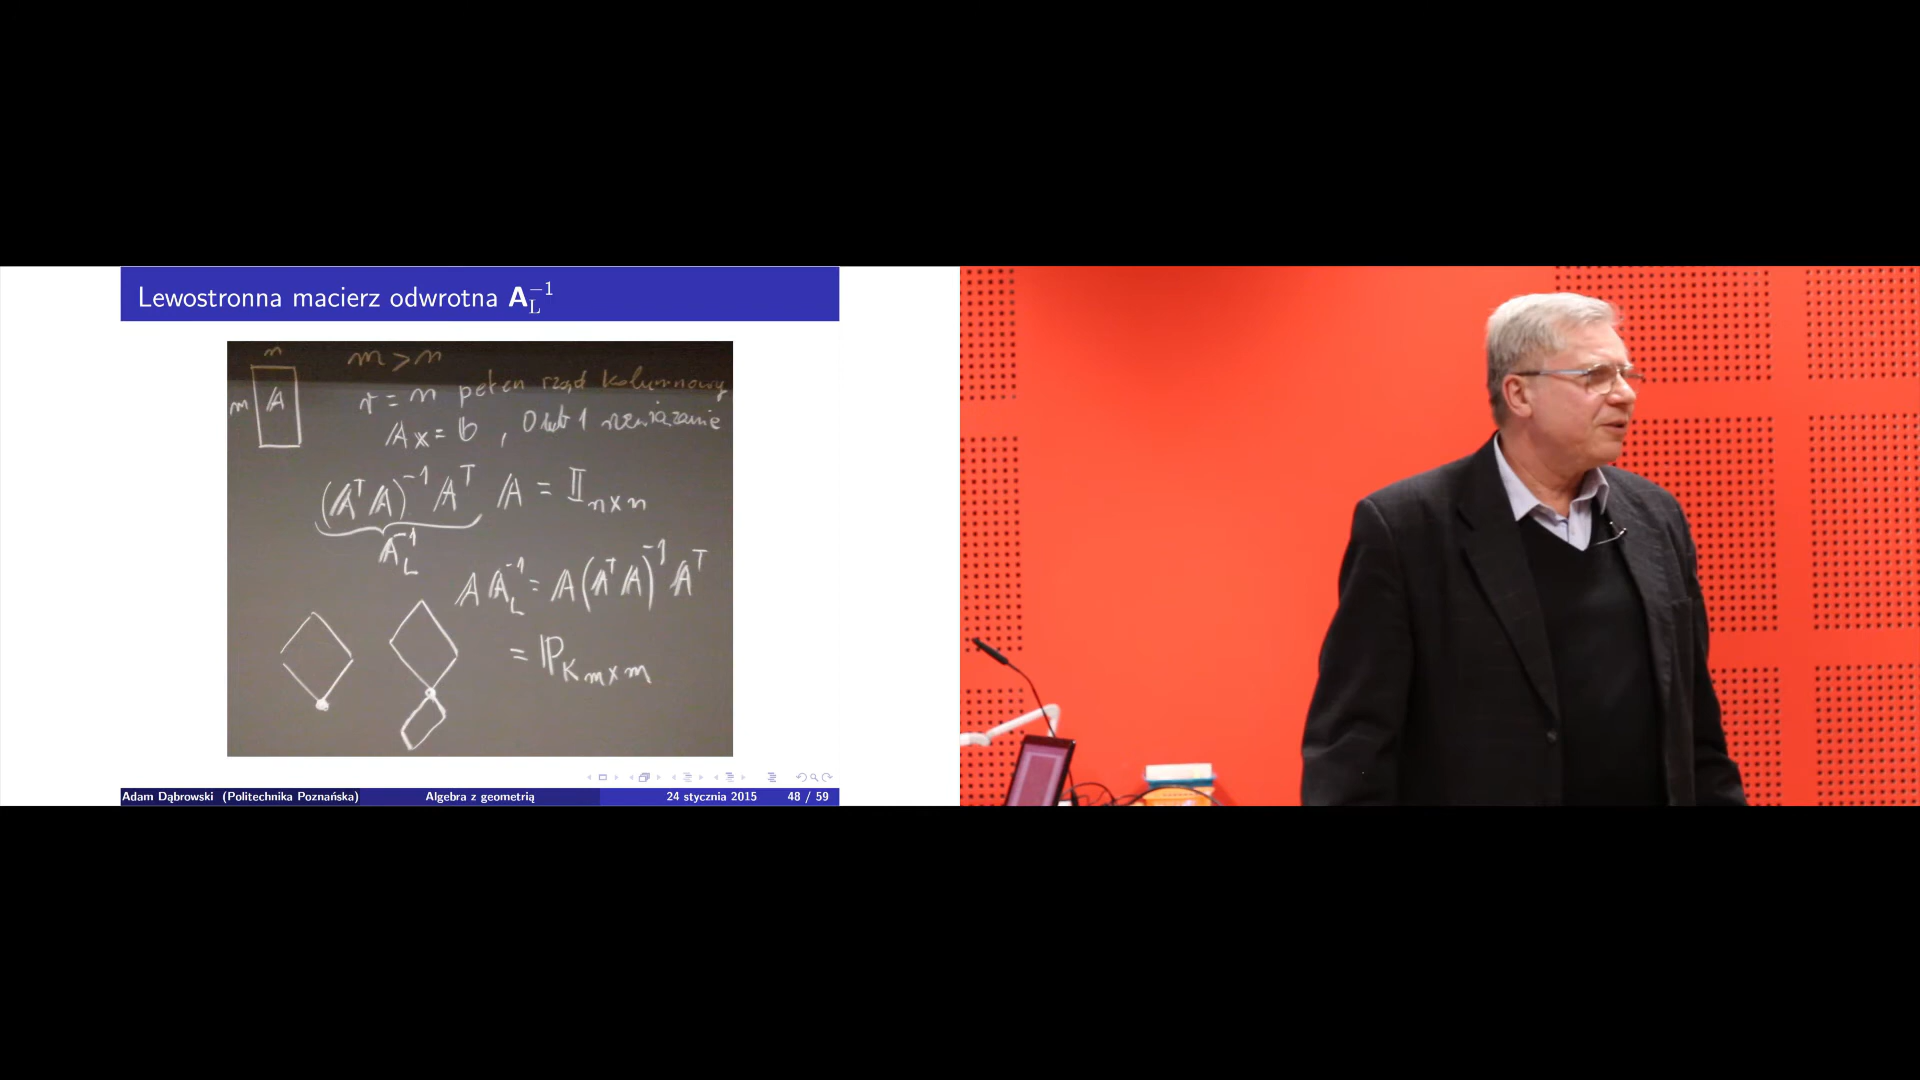 Lewostronna macierz odwrotna A_L^{-1}
n
m > n
m
A
r = n pełen rząd kolumnowy
Ax = b , 0 lub 1 rozwiązanie
(A^T A)^{-1} A^T A = I_{n×n}
A_L^{-1}
A A_L^{-1} = A (A^T A)^{-1} A^T
= P_{K m×m}
Adam Dąbrowski (Politechnika Poznańska) Algebra z geometrią 24 stycznia 2015 48 / 59